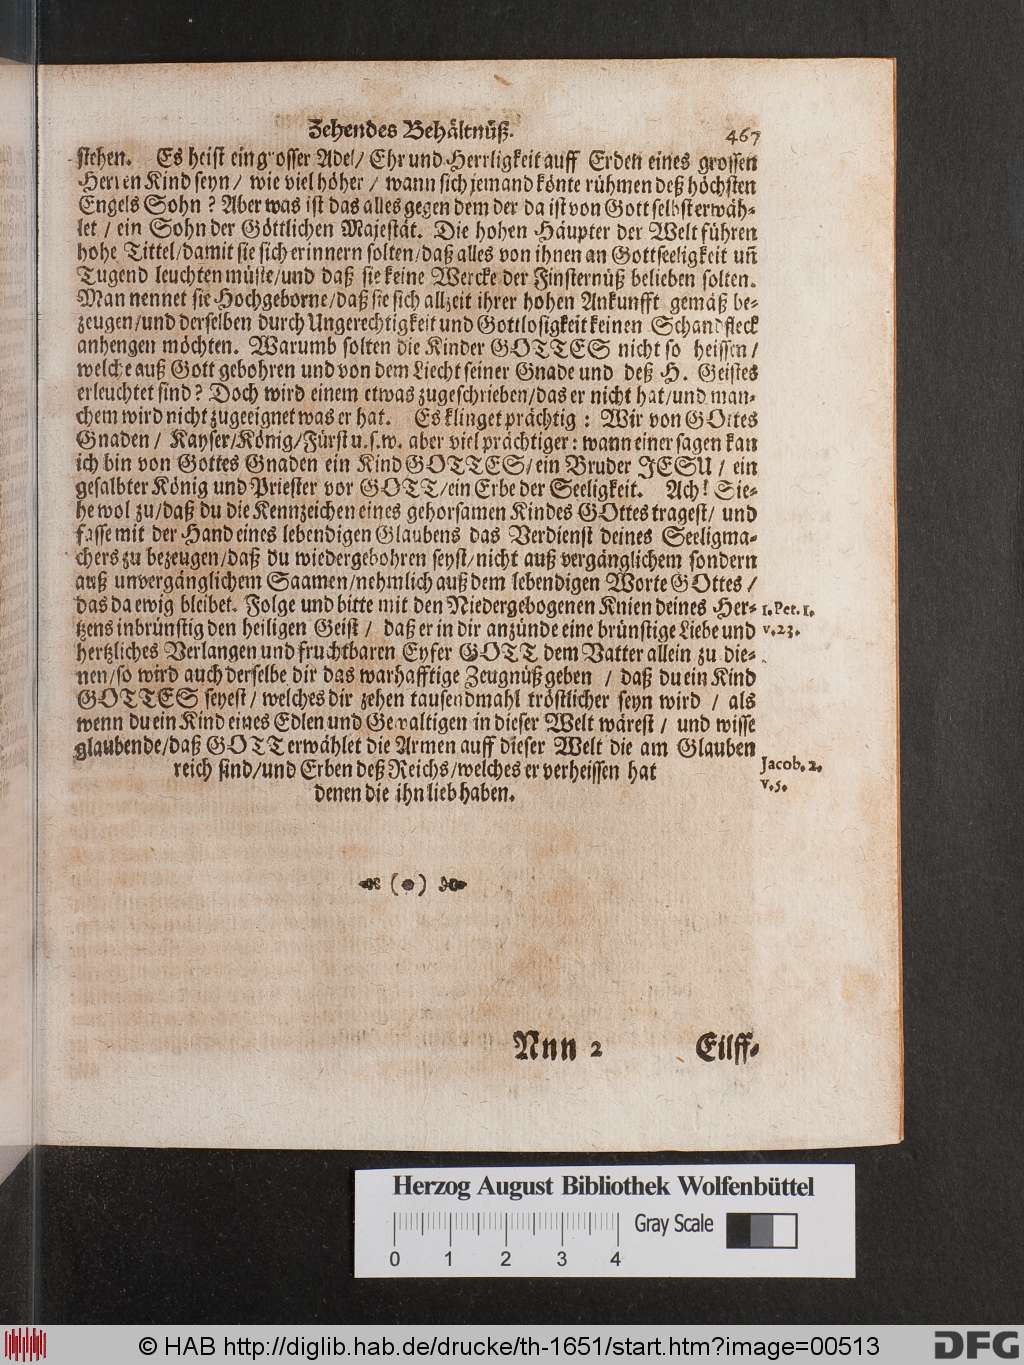 Zehendes Behältnüß.
467
stehen. Es heist ein grosser Adel/ Ehr und Herrligkeit auff Erden eines grossen
Herren Kind seyn/ wie viel höher/ wann sich jemand könte rühmen deß höchsten
Engels Sohn? Aber was ist das alles gegen dem der da ist von Gott selbst erwäh-
let/ ein Sohn der Göttlichen Majestät. Die hohen Häupter der Welt führen
hohe Tittel/damit sie sich erinnern solten/daß alles von ihnen an Gottseeligkeit uñ
Tugend leuchten müste/und daß sie keine Wercke der Finsternüß belieben solten.
Man nennet sie Hochgeborne/daß sie sich allzeit ihrer hohen Ankunfft gemäß be-
zeugen/und derselben durch Ungerechtigkeit und Gottlosigkeit keinen Schandfleck
anhengen möchten. Warumb solten die Kinder GOTTES nicht so heissen/
welche auß Gott gebohren und von dem Liecht seiner Gnade und deß H. Geistes
erleuchtet sind? Doch wird einem etwas zugeschrieben/das er nicht hat/und man-
chem wird nicht zugeeignet was er hat. Es klinget prächtig: Wir von GOttes
Gnaden/ Kayser/König/Fürst u.s.w. aber viel prächtiger: wann einer sagen kan
ich bin von Gottes Gnaden ein Kind GOTTES/ein Bruder JESU/ ein
gesalbter König und Priester vor GOTT/ein Erbe der Seeligkeit. Ach! Sie-
he wol zu/daß du die Kennzeichen eines gehorsamen Kindes GOttes tragest/ und
fasse mit der Hand eines lebendigen Glaubens das Verdienst deines Seeligma-
chers zu bezeugen/daß du wiedergebohren seyst/nicht auß vergänglichem sondern
auß unvergänglichem Saamen/nehmlich auß dem lebendigen Worte GOttes/
das da ewig bleibet. Folge und bitte mit den Niedergebogenen Knien deines Her-
1. Pet. 1.
tzens inbrünstig den heiligen Geist/ daß er in dir anzünde eine brünstige Liebe und
v. 23.
hertzliches Verlangen und fruchtbaren Eyfer GOTT dem Vatter allein zu die-
nen/so wird auch derselbe dir das warhafftige Zeugnüß geben/ daß du ein Kind
GOTTES seyest/ welches dir zehen tausendmahl tröstlicher seyn wird/ als
wenn du ein Kind eines Edlen und Gewaltigen in dieser Welt wärest/ und wisse
glaubende/daß GOTT erwählet die Armen auff dieser Welt die am Glauben
reich sind/und Erben deß Reichs/welches er verheissen hat
Jacob. 2.
v. 5.
denen die ihn lieb haben.
Nnn 2
Eilff-
Herzog August Bibliothek Wolfenbüttel
Gray Scale
0 1 2 3 4
© HAB http://diglib.hab.de/drucke/th-1651/start.htm?image=00513
DFG